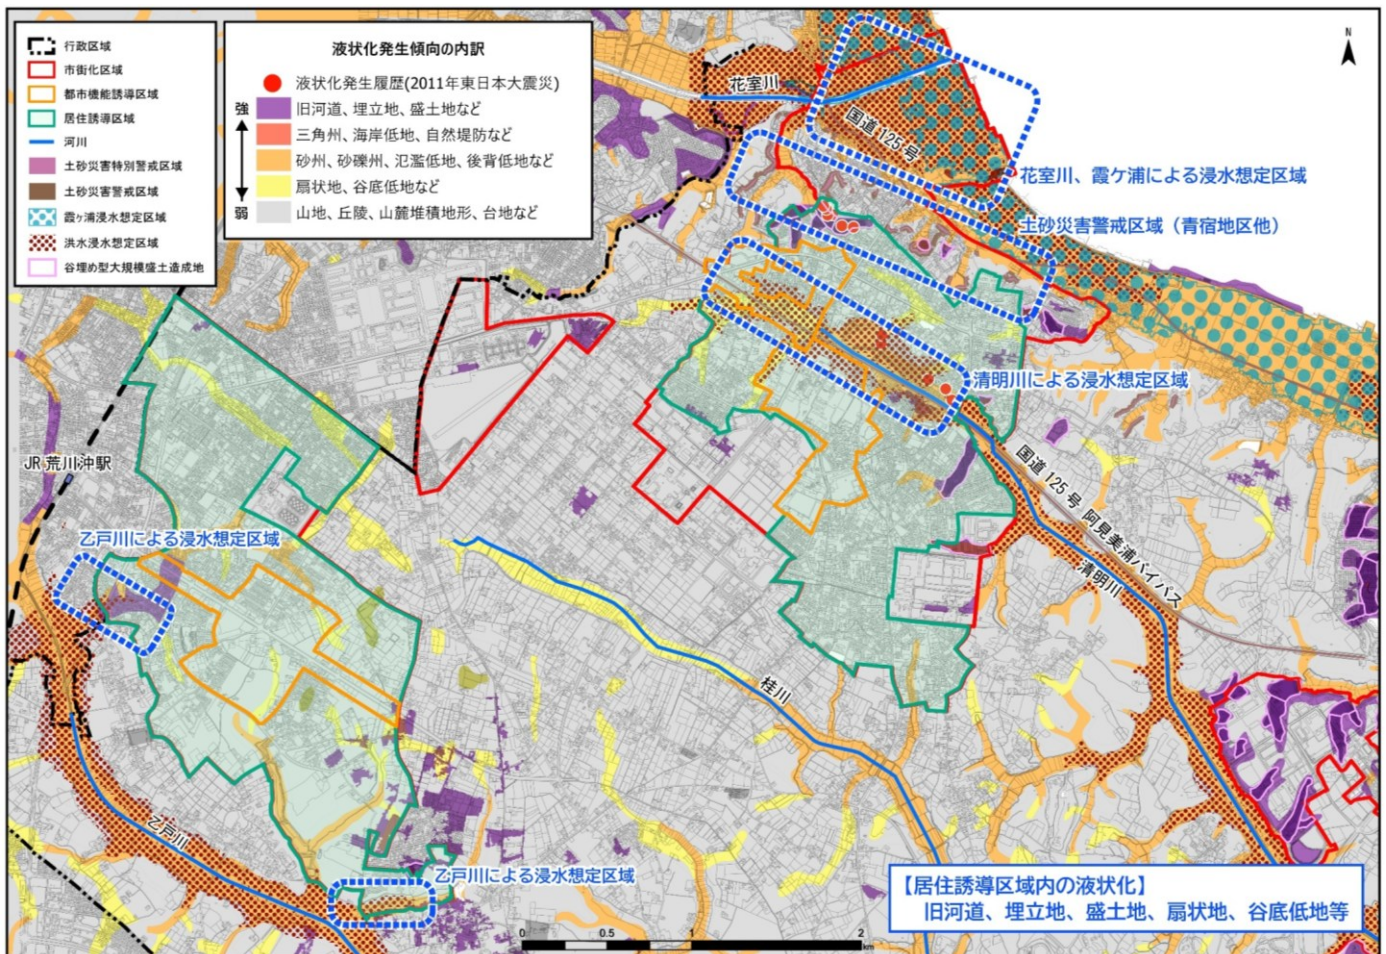 行政区域
市街化区域
都市機能誘導区域
居住誘導区域
河川
土砂災害特別警戒区域
土砂災害警戒区域
霞ケ浦浸水想定区域
洪水浸水想定区域
谷埋め型大規模盛土造成地
液状化発生傾向の内訳
液状化発生履歴(2011年東日本大震災)
強
旧河道、埋立地、盛土地など
三角州、海岸低地、自然堤防など
砂州、砂礫州、氾濫低地、後背低地など
扇状地、谷底低地など
弱
山地、丘陵、山麓堆積地形、台地など
N
花室川
国道125号
花室川、霞ケ浦による浸水想定区域
土砂災害警戒区域（青宿地区他）
清明川による浸水想定区域
JR 荒川沖駅
国道125号 阿見美浦バイパス
清明川
乙戸川による浸水想定区域
桂川
乙戸川
乙戸川による浸水想定区域
【居住誘導区域内の液状化】
旧河道、埋立地、盛土地、扇状地、谷底低地等
0 0.5 1 2
km